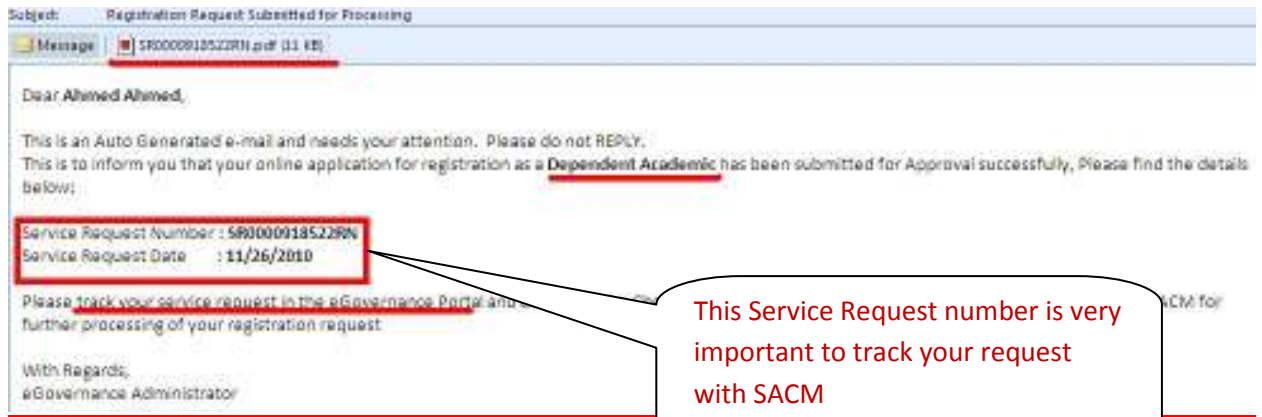 Subject: Registration Request Submitted for Processing
Message SR0000918522RN.pdf (11 KB)
Dear Ahmed Ahmed,
This is an Auto Generated e-mail and needs your attention. Please do not REPLY.
This is to inform you that your online application for registration as a Dependent Academic has been submitted for Approval successfully, Please find the details
below:
Service Request Number : SR0000918522RN
Service Request Date : 11/26/2010
Please track your service request in the eGovernance Portal and SACM for
further processing of your registration request
With Regards,
eGovernance Administrator
This Service Request number is very
important to track your request
with SACM